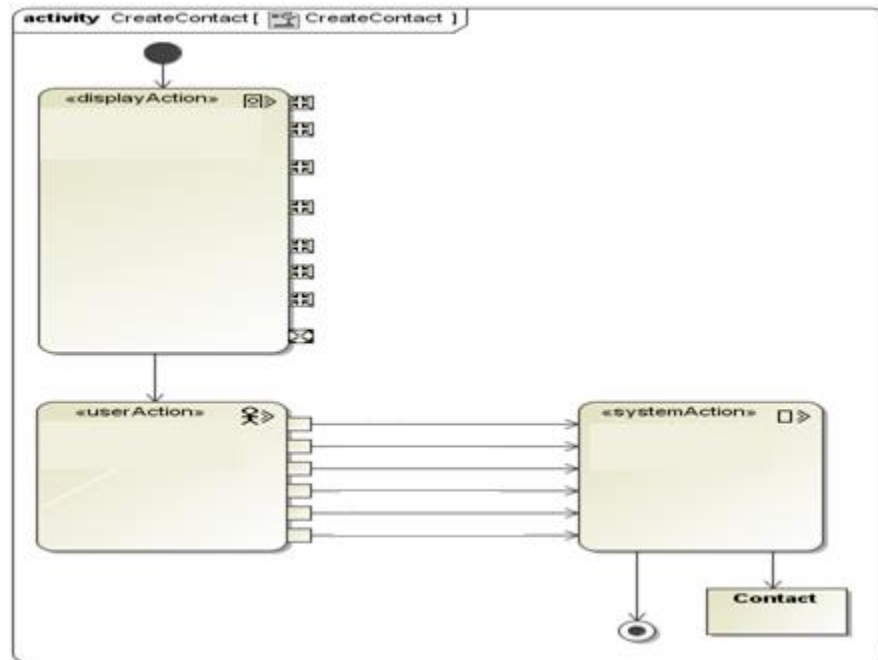 activity CreateContact [ CreateContact ]
«displayAction»
«userAction»
«systemAction»
Contact